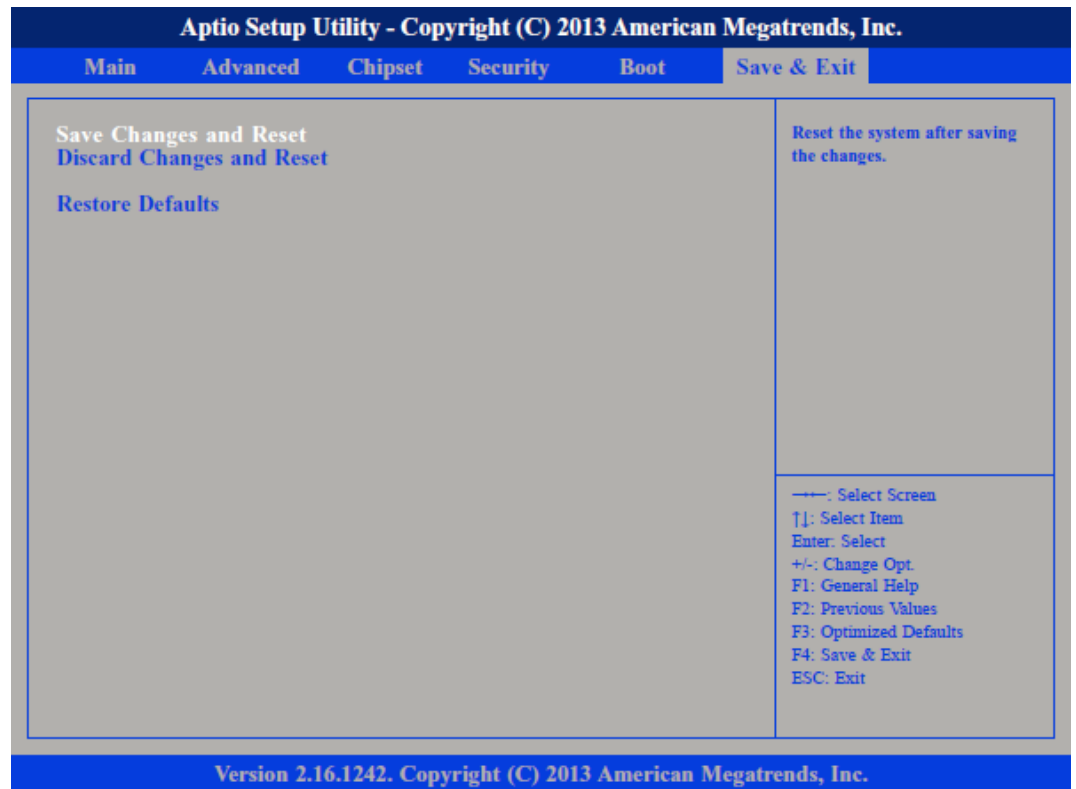 Aptio Setup Utility - Copyright (C) 2013 American Megatrends, Inc.
Main Advanced Chipset Security Boot Save & Exit
Save Changes and Reset
Discard Changes and Reset
Restore Defaults
Reset the system after saving
the changes.
→←: Select Screen
↑↓: Select Item
Enter: Select
+/-: Change Opt.
F1: General Help
F2: Previous Values
F3: Optimized Defaults
F4: Save & Exit
ESC: Exit
Version 2.16.1242. Copyright (C) 2013 American Megatrends, Inc.